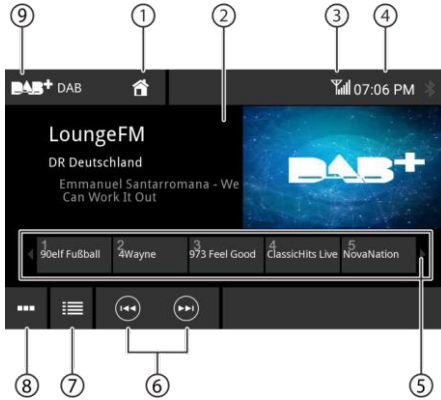 ⑨ ① ② ③ ④
DAB+ DAB 07:06 PM
LoungeFM
DR Deutschland
Emmanuel Santarromana - We
Can Work It Out
DAB+
1 2 3 4 5
90elf Fußball 4Wayne 973 Feel Good ClassicHits Live NovaNation
⑧ ⑦ ⑥ ⑤